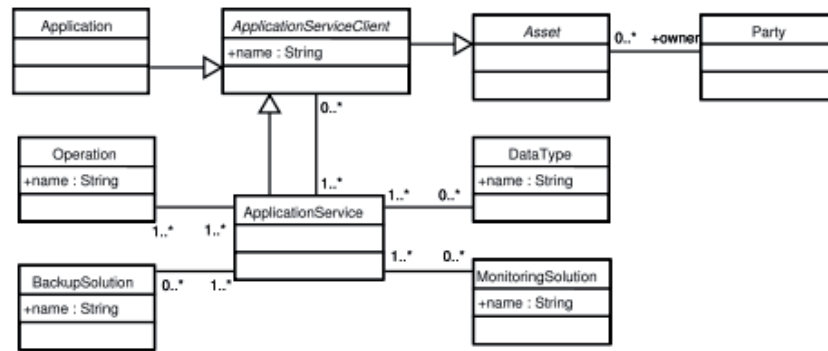 Application
ApplicationServiceClient
+name : String
Asset
0..* +owner
Party
0..*
1..*
Operation
+name : String
1..* 1..*
ApplicationService
1..* 0..*
DataType
+name : String
BackupSolution
+name : String
0..* 1..*
1..* 0..*
MonitoringSolution
+name : String